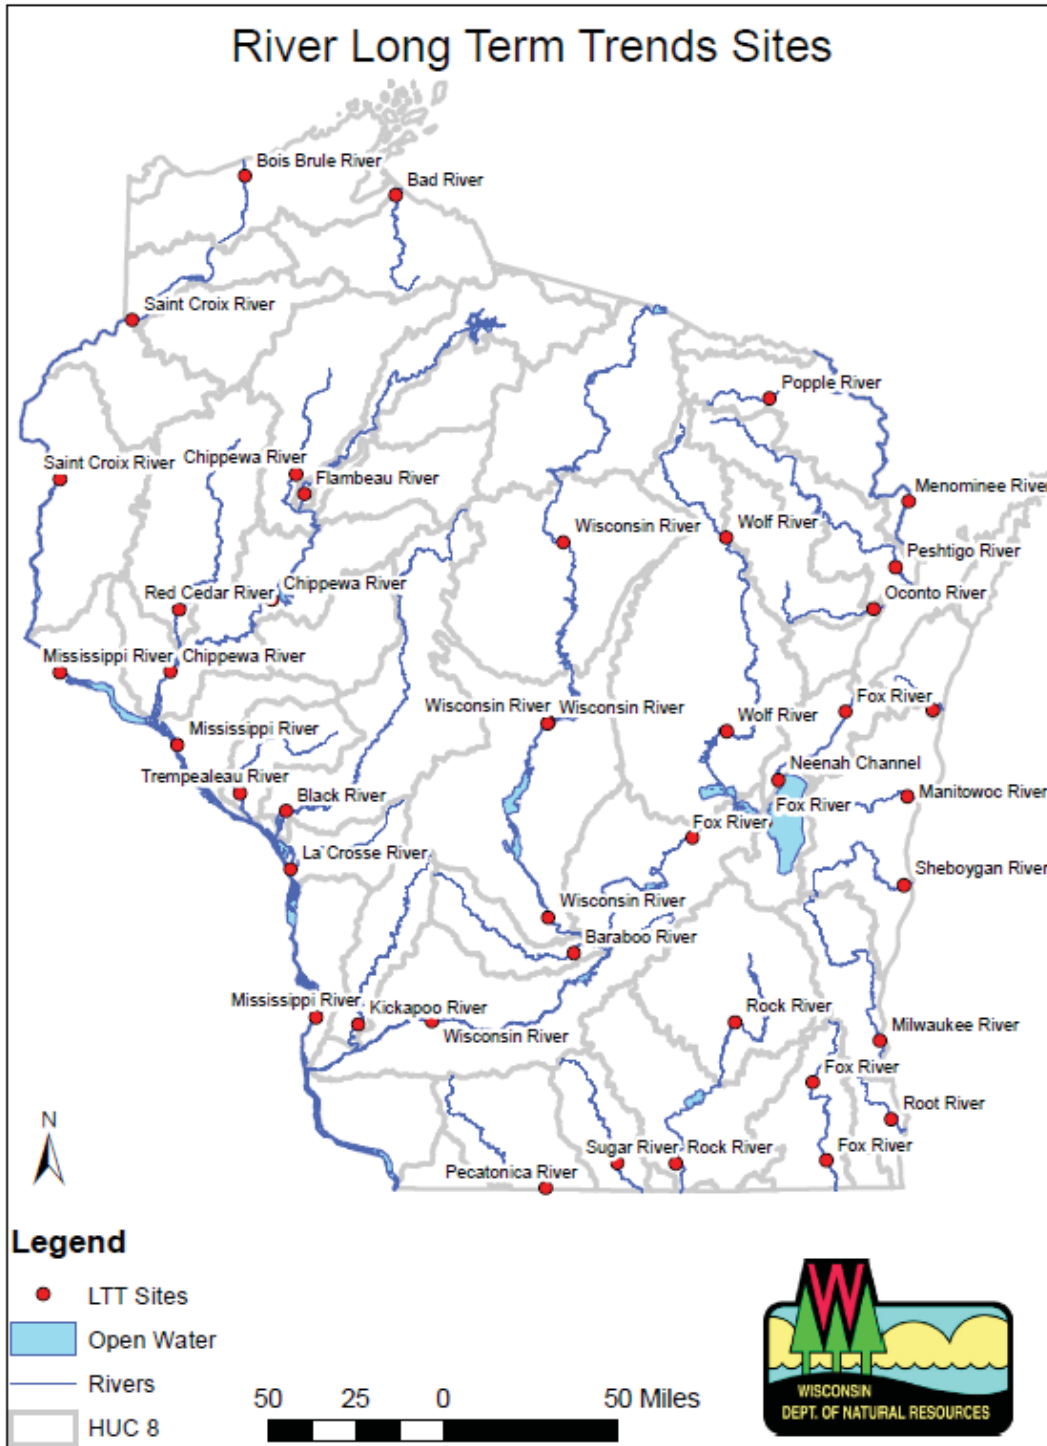 River Long Term Trends Sites
Bois Brule River
Bad River
Saint Croix River
Popple River
Saint Croix River
Chippewa River
Flambeau River
Menominee River
Wisconsin River
Wolf River
Peshtigo River
Red Cedar River
Chippewa River
Oconto River
Mississippi River
Chippewa River
Wisconsin River
Wisconsin River
Fox River
Mississippi River
Wolf River
Trempealeau River
Neenah Channel
Black River
Fox River
Manitowoc River
Fox River
La Crosse River
Sheboygan River
Wisconsin River
Baraboo River
Mississippi River
Kickapoo River
Wisconsin River
Rock River
Milwaukee River
Fox River
Root River
Sugar River
Rock River
Fox River
Pecatonica River
N
Legend
LTT Sites
Open Water
Rivers
HUC 8
50 25 0 50 Miles
W
WISCONSIN
DEPT. OF NATURAL RESOURCES